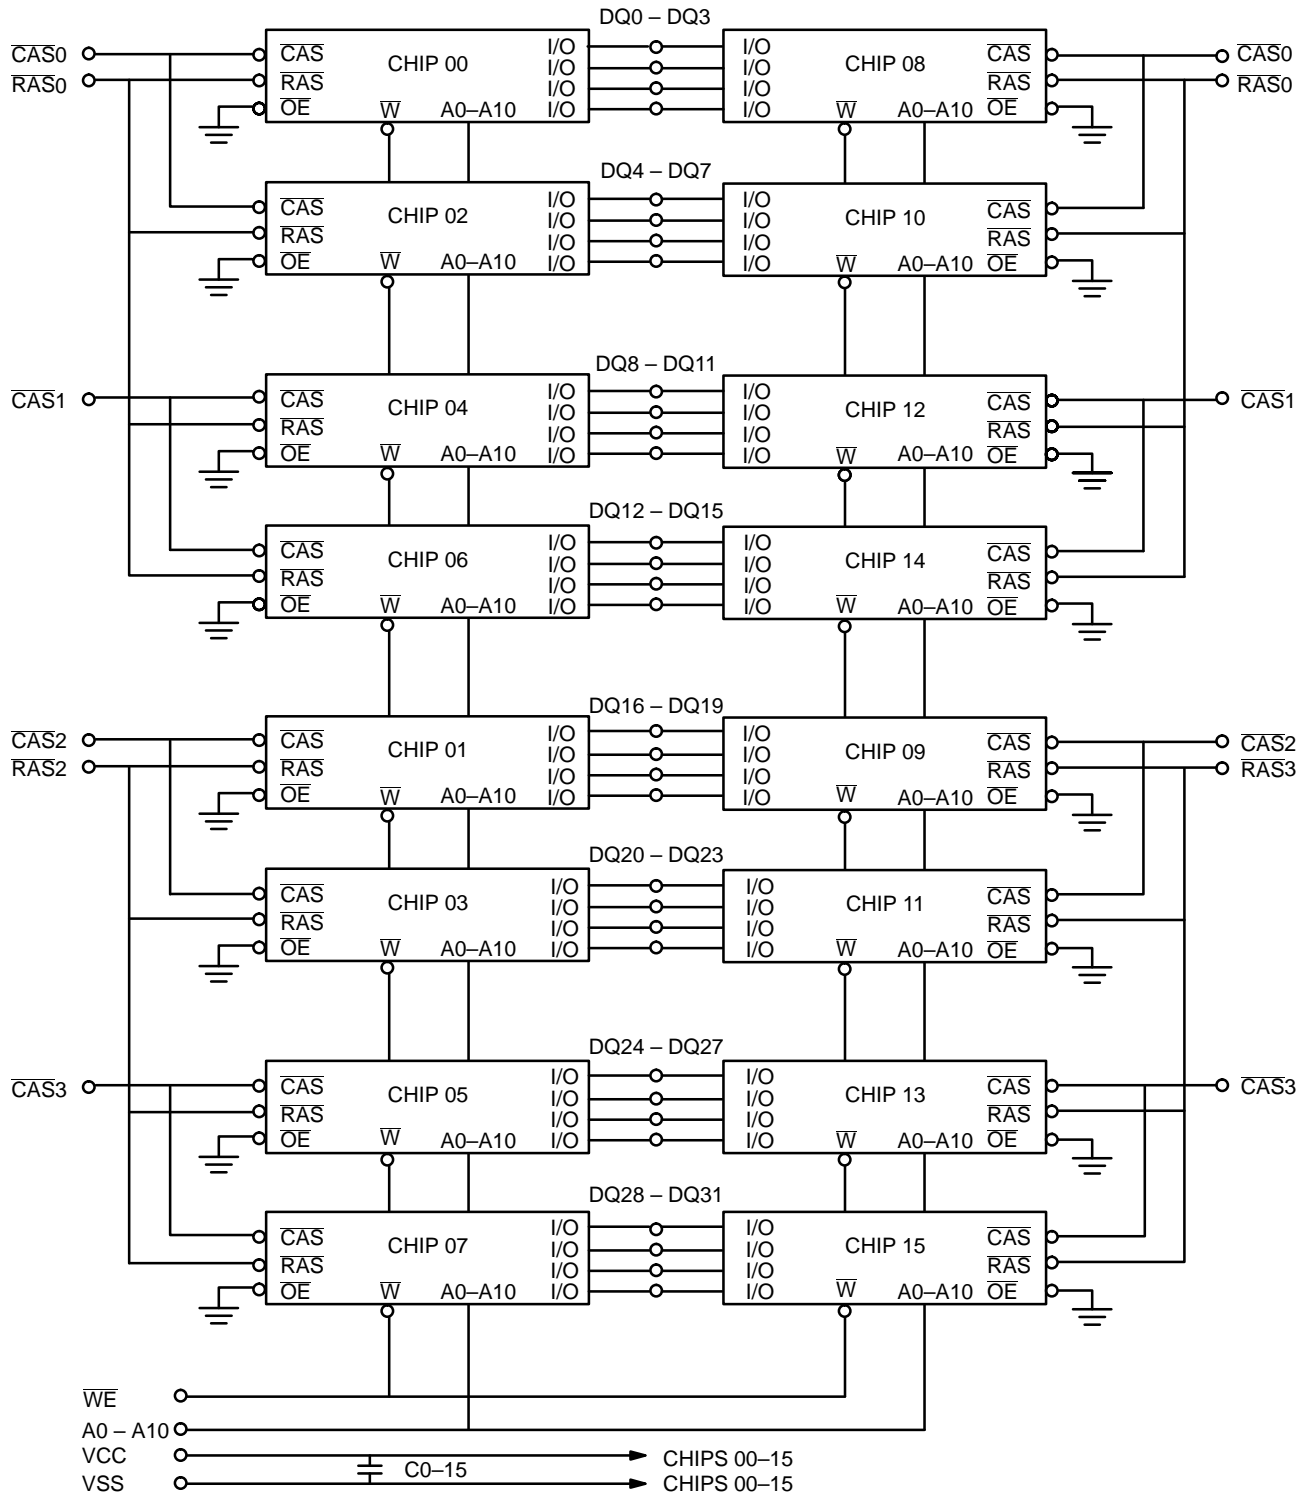 DQ0 – DQ3
CAS0 CAS CHIP 00 I/O I/O CHIP 08 CAS CAS0
RAS0 RAS I/O I/O RAS RAS0
I/O I/O
OE W A0–A10 I/O I/O W A0–A10 OE
DQ4 – DQ7
CAS CHIP 02 I/O I/O CHIP 10 CAS
RAS I/O I/O RAS
I/O I/O
OE W A0–A10 I/O I/O W A0–A10 OE
DQ8 – DQ11
CAS1 CAS CHIP 04 I/O I/O CHIP 12 CAS CAS1
RAS I/O I/O RAS
I/O I/O
OE W A0–A10 I/O I/O W A0–A10 OE
DQ12 – DQ15
CAS CHIP 06 I/O I/O CHIP 14 CAS
RAS I/O I/O RAS
I/O I/O
OE W A0–A10 I/O I/O W A0–A10 OE
DQ16 – DQ19
CAS2 CAS CHIP 01 I/O I/O CHIP 09 CAS CAS2
RAS2 RAS I/O I/O RAS RAS3
I/O I/O
OE W A0–A10 I/O I/O W A0–A10 OE
DQ20 – DQ23
CAS CHIP 03 I/O I/O CHIP 11 CAS
RAS I/O I/O RAS
I/O I/O
OE W A0–A10 I/O I/O W A0–A10 OE
DQ24 – DQ27
CAS3 CAS CHIP 05 I/O I/O CHIP 13 CAS CAS3
RAS I/O I/O RAS
I/O I/O
OE W A0–A10 I/O I/O W A0–A10 OE
DQ28 – DQ31
CAS CHIP 07 I/O I/O CHIP 15 CAS
RAS I/O I/O RAS
I/O I/O
OE W A0–A10 I/O I/O W A0–A10 OE
WE
A0 – A10
VCC CHIPS 00–15
C0–15
VSS CHIPS 00–15